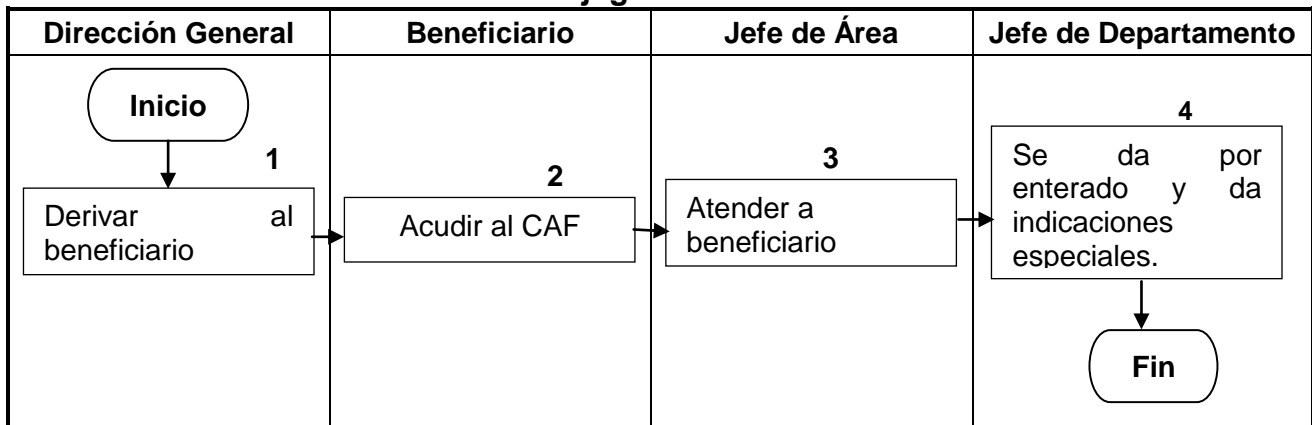 Dirección General
Beneficiario
Jefe de Área
Jefe de Departamento
Inicio
1
Derivar al
beneficiario
2
Acudir al CAF
3
Atender a
beneficiario
4
Se da por
enterado y da
indicaciones
especiales.
Fin